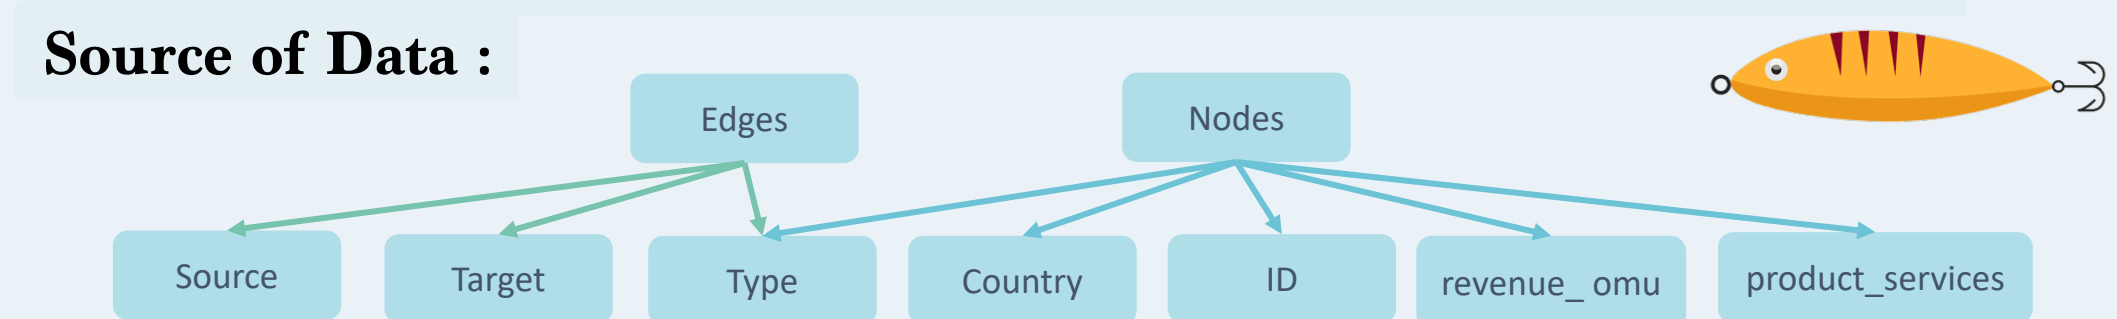 Source of Data :
Edges
Nodes
Source
Target
Type
Country
ID
revenue_ omu
product_services